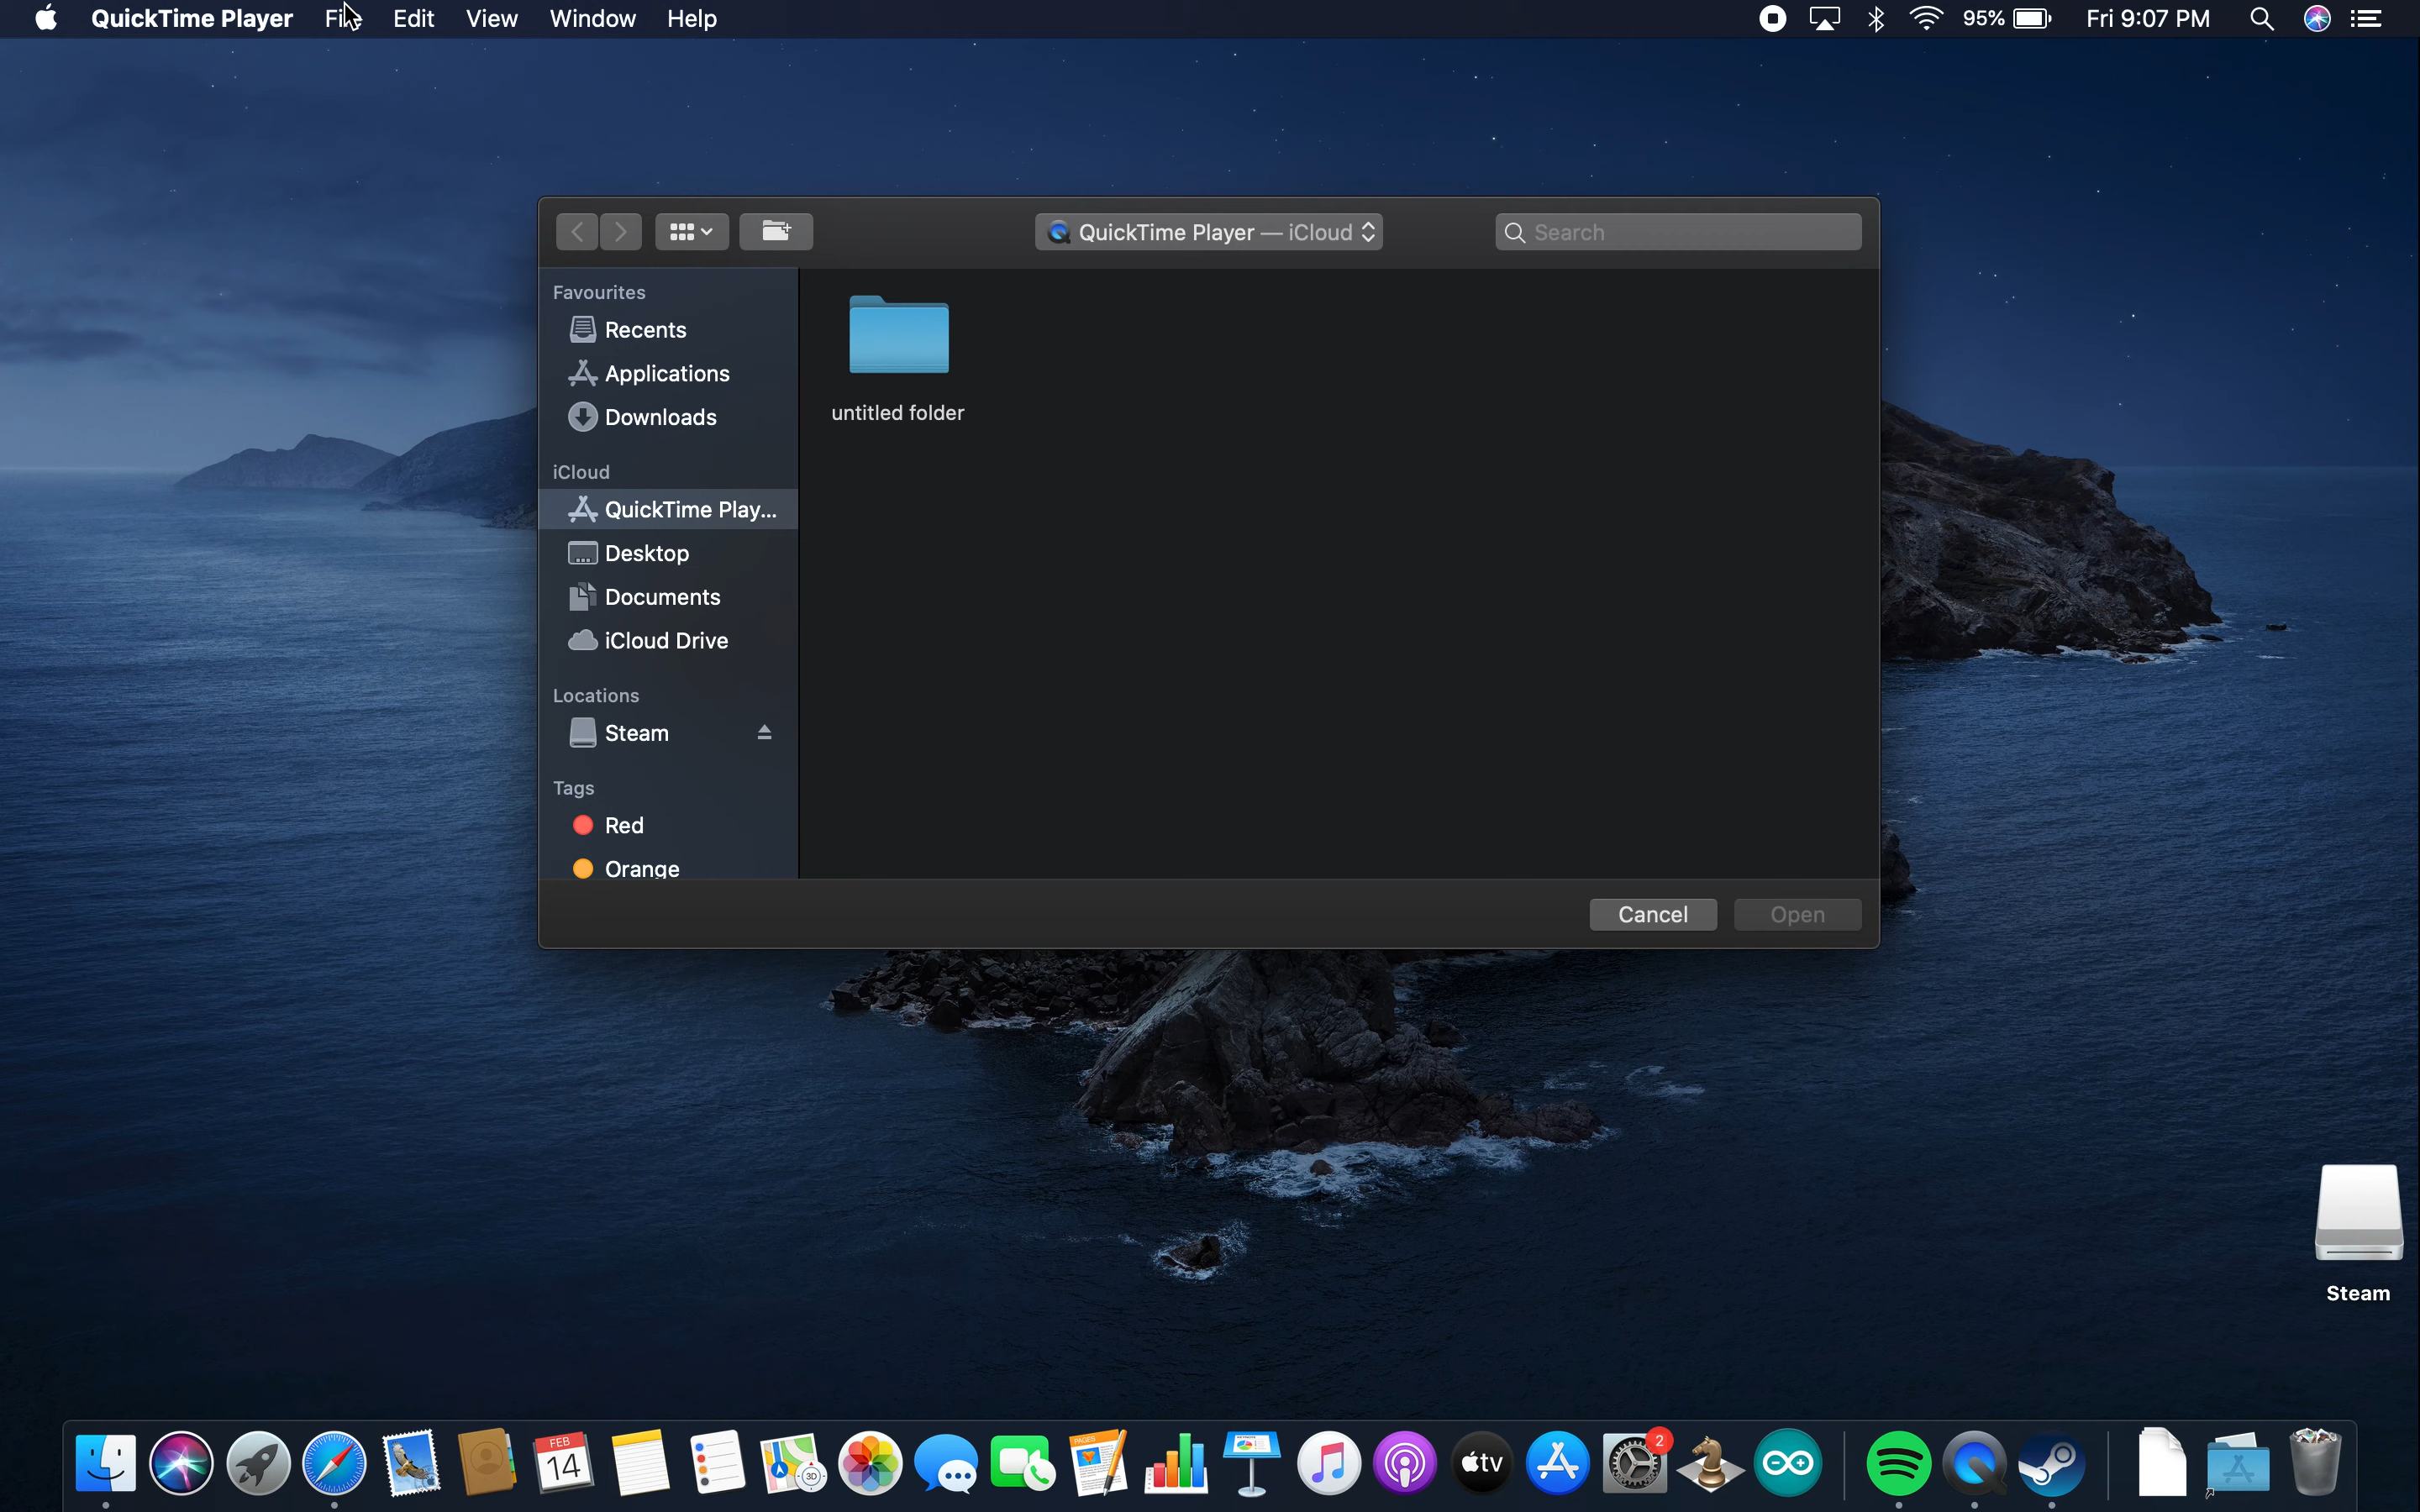 QuickTime Player File Edit View Window Help 95% Fri 9:07 PM
QuickTime Player — iCloud Search
Favourites
Recents
Applications
Downloads
iCloud
QuickTime Play...
Desktop
Documents
iCloud Drive
Locations
Steam
Tags
Red
Orange
untitled folder
Cancel Open
Steam
FEB
14
3D
PAGES
tv
2